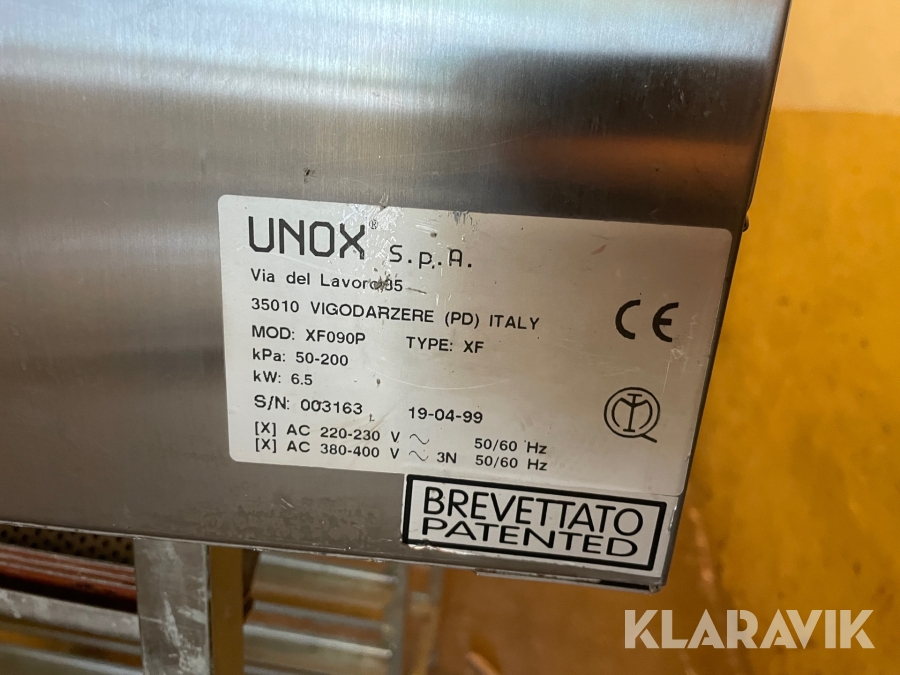 UNOX® S.p.A.
Via del Lavoro 35
35010 VIGODARZERE (PD) ITALY
MOD: XF090P TYPE: XF
kPa: 50-200
kW: 6.5
S/N: 003163 19-04-99
[X] AC 220-230 V ~ 50/60 Hz
[X] AC 380-400 V ~ 3N 50/60 Hz
CE
BREVETTATO
PATENTED
KLARAVIK